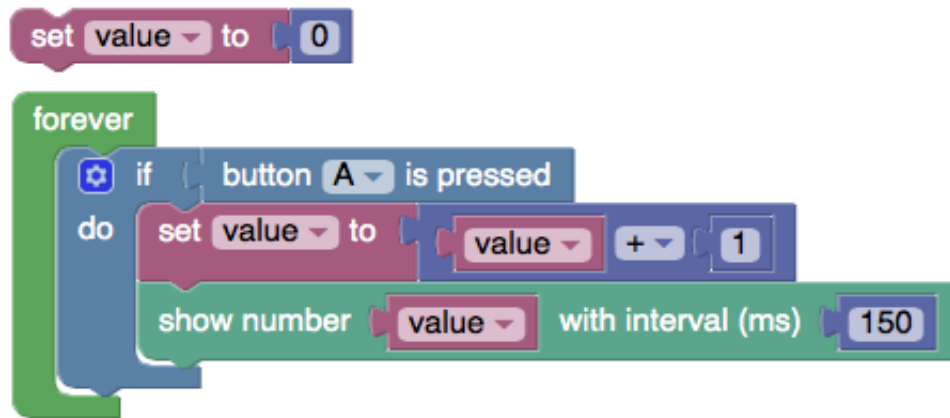 set value to 0
forever
if button A is pressed
do set value to value + 1
show number value with interval (ms) 150